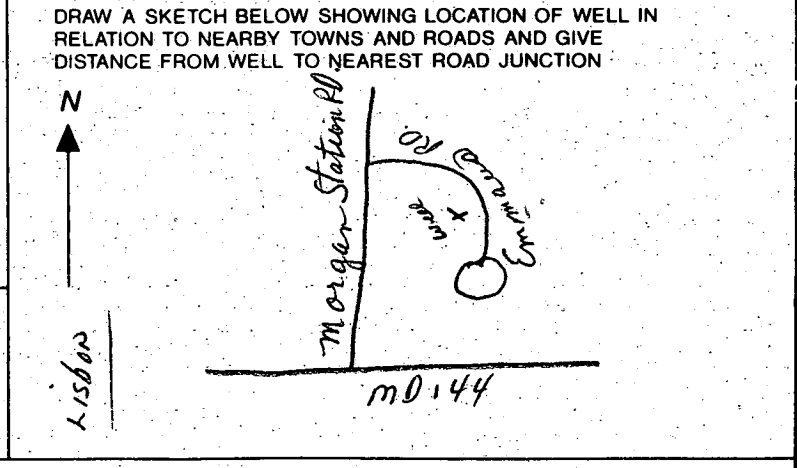 DRAW A SKETCH BELOW SHOWING LOCATION OF WELL IN
RELATION TO NEARBY TOWNS AND ROADS AND GIVE
DISTANCE FROM WELL TO NEAREST ROAD JUNCTION
N
Morgan Station RD.
RD.
well
X
Lisbon
MD 144